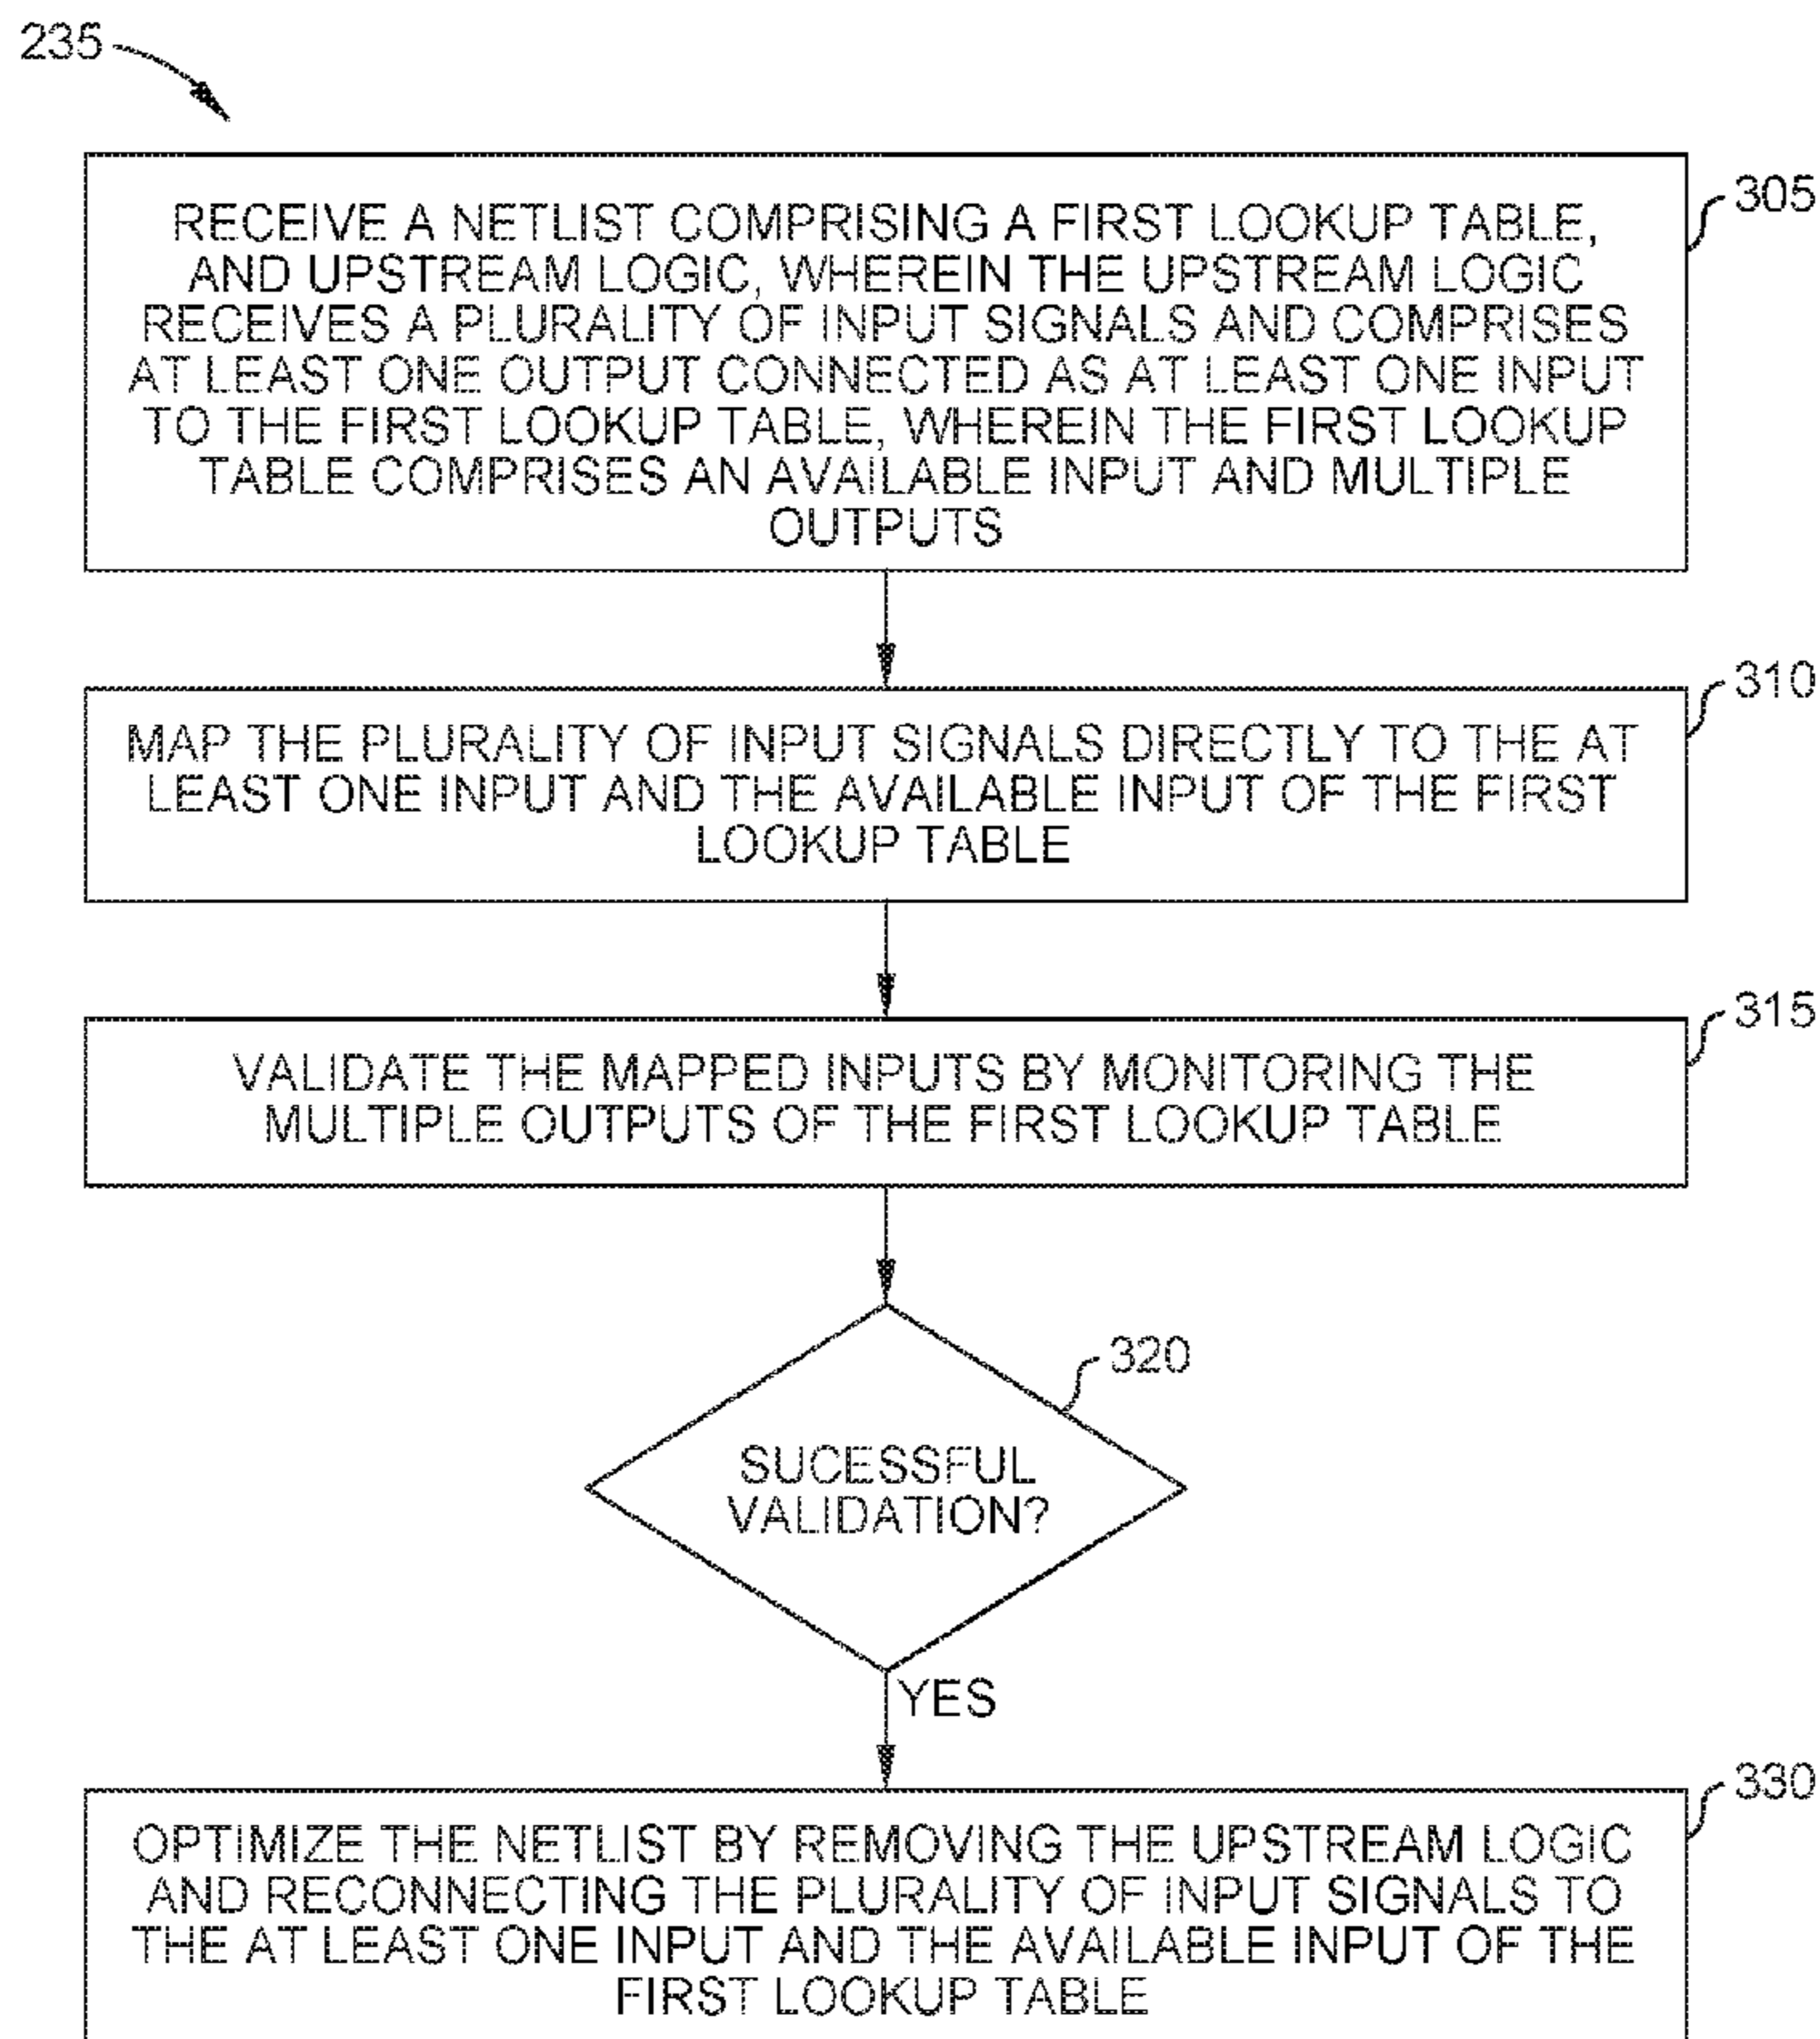 235
305
RECEIVE A NETLIST COMPRISING A FIRST LOOKUP TABLE,
AND UPSTREAM LOGIC, WHEREIN THE UPSTREAM LOGIC
RECEIVES A PLURALITY OF INPUT SIGNALS AND COMPRISES
AT LEAST ONE OUTPUT CONNECTED AS AT LEAST ONE INPUT
TO THE FIRST LOOKUP TABLE, WHEREIN THE FIRST LOOKUP
TABLE COMPRISES AN AVAILABLE INPUT AND MULTIPLE
OUTPUTS
310
MAP THE PLURALITY OF INPUT SIGNALS DIRECTLY TO THE AT
LEAST ONE INPUT AND THE AVAILABLE INPUT OF THE FIRST
LOOKUP TABLE
315
VALIDATE THE MAPPED INPUTS BY MONITORING THE
MULTIPLE OUTPUTS OF THE FIRST LOOKUP TABLE
320
SUCESSFUL
VALIDATION?
YES
330
OPTIMIZE THE NETLIST BY REMOVING THE UPSTREAM LOGIC
AND RECONNECTING THE PLURALITY OF INPUT SIGNALS TO
THE AT LEAST ONE INPUT AND THE AVAILABLE INPUT OF THE
FIRST LOOKUP TABLE